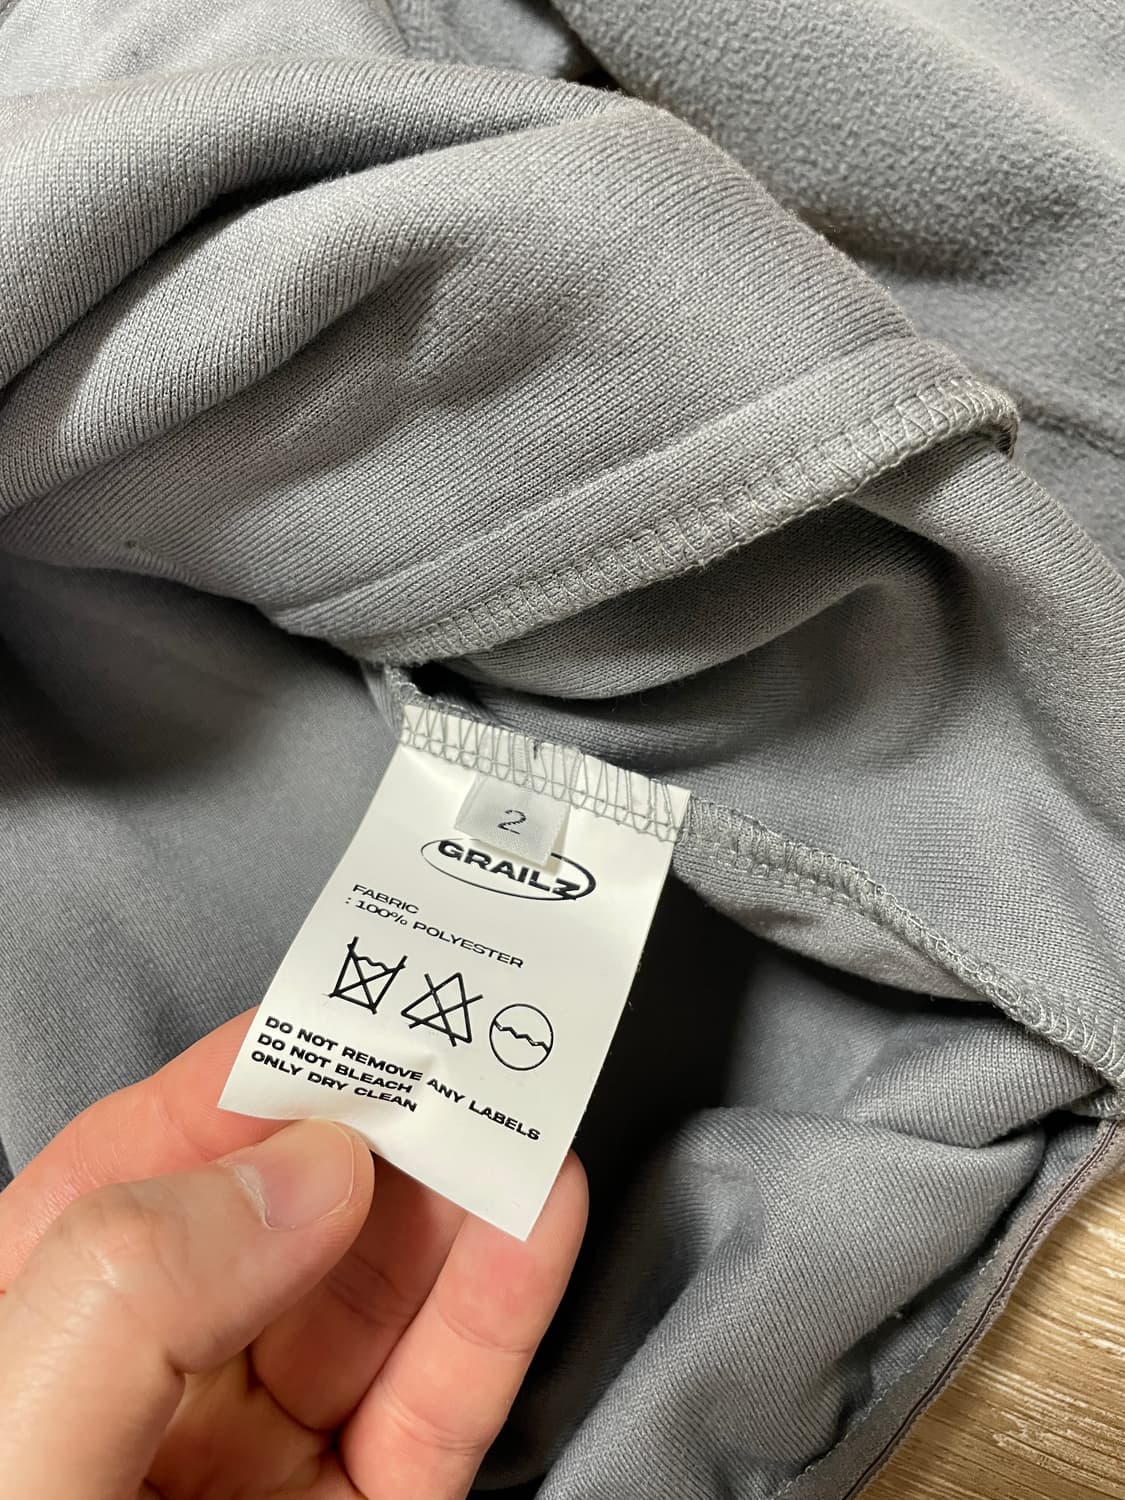 2
GRAILZ
FABRIC
: 100% POLYESTER
DO NOT REMOVE ANY LABELS
DO NOT BLEACH
ONLY DRY CLEAN